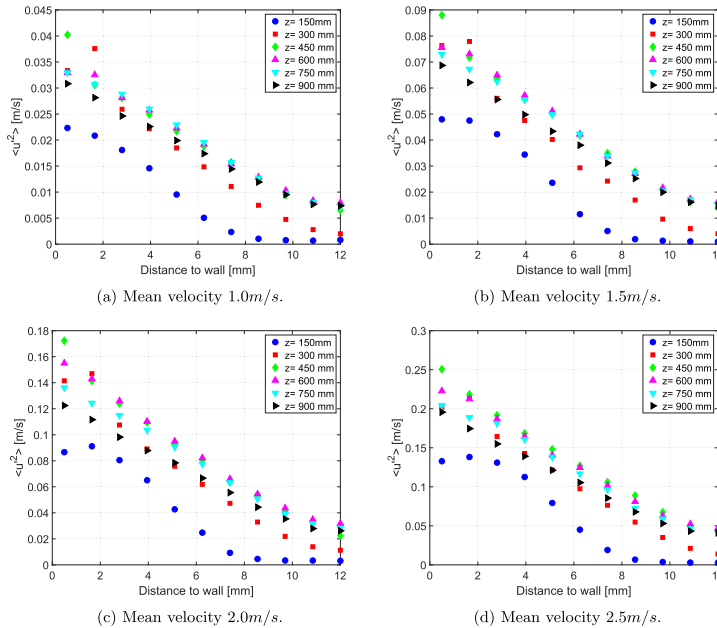 0.045
0.04
0.035
0.03
0.025
0.02
0.015
0.01
0.005
0
<u'²> [m/s]
0 2 4 6 8 10 12
Distance to wall [mm]
z= 150mm
z= 300 mm
z= 450 mm
z= 600 mm
z= 750 mm
z= 900 mm
(a) Mean velocity 1.0m/s.
0.09
0.08
0.07
0.06
0.05
0.04
0.03
0.02
0.01
0
<u'²> [m/s]
0 2 4 6 8 10 12
Distance to wall [mm]
z= 150mm
z= 300 mm
z= 450 mm
z= 600 mm
z= 750 mm
z= 900 mm
(b) Mean velocity 1.5m/s.
0.18
0.16
0.14
0.12
0.1
0.08
0.06
0.04
0.02
0
<u'²> [m/s]
0 2 4 6 8 10 12
Distance to wall [mm]
z= 150mm
z= 300 mm
z= 450 mm
z= 600 mm
z= 750 mm
z= 900 mm
(c) Mean velocity 2.0m/s.
0.3
0.25
0.2
0.15
0.1
0.05
0
<u'²> [m/s]
0 2 4 6 8 10 12
Distance to wall [mm]
z= 150mm
z= 300 mm
z= 450 mm
z= 600 mm
z= 750 mm
z= 900 mm
(d) Mean velocity 2.5m/s.